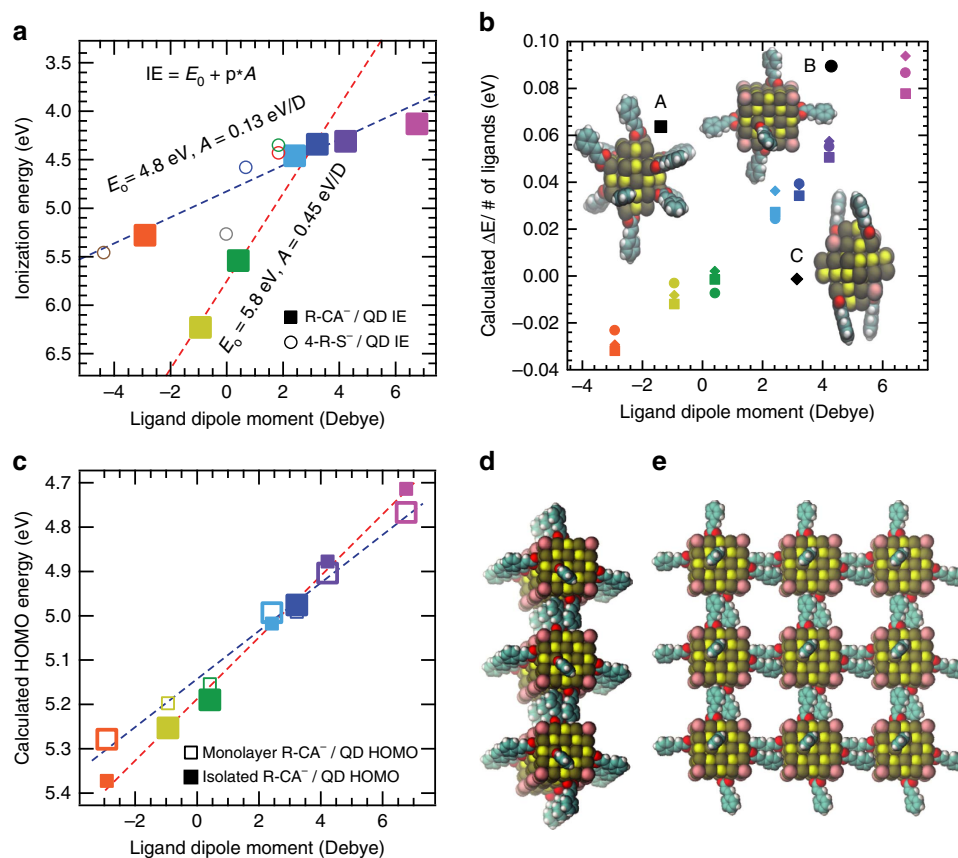 a
IE = E₀ + p*A
E₀ = 4.8 eV, A = 0.13 eV/D
E₀ = 5.8 eV, A = 0.45 eV/D
R-CA⁻ / QD IE
4-R-S⁻ / QD IE
Ionization energy (eV)
3.5
4.0
4.5
5.0
5.5
6.0
6.5
−4 −2 0 2 4 6
Ligand dipole moment (Debye)
b
A
B
C
Calculated ΔE/ # of ligands (eV)
0.10
0.08
0.06
0.04
0.02
0.00
−0.02
−0.04
−4 −2 0 2 4 6
Ligand dipole moment (Debye)
c
Calculated HOMO energy (eV)
4.7
4.8
4.9
5.0
5.1
5.2
5.3
5.4
Monolayer R-CA⁻ / QD HOMO
Isolated R-CA⁻ / QD HOMO
−2 0 2 4 6
Ligand dipole moment (Debye)
d
e